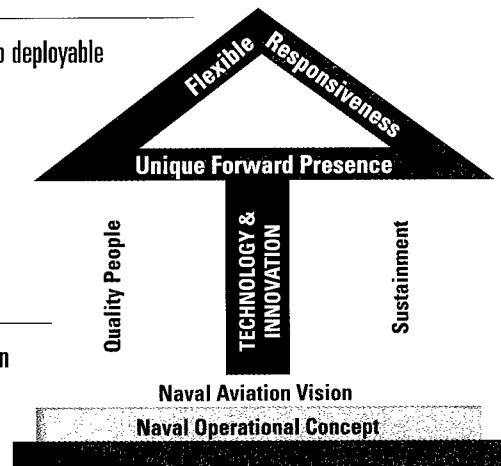 deployable
Flexible
Responsiveness
Unique Forward Presence
Quality People
TECHNOLOGY &
INNOVATION
Sustainment
Naval Aviation Vision
Naval Operational Concept